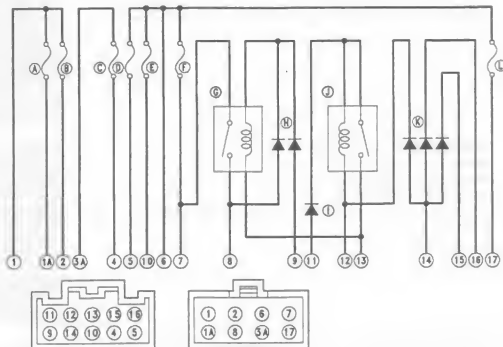 A B C D E F L
G J K
H
I
1 1A 2 3A 4 5 10 6 7 8 9 11 12 13 14 15 16 17
11 12 13 15 16 1 2 6 7
9 14 10 4 5 1A 8 3A 17